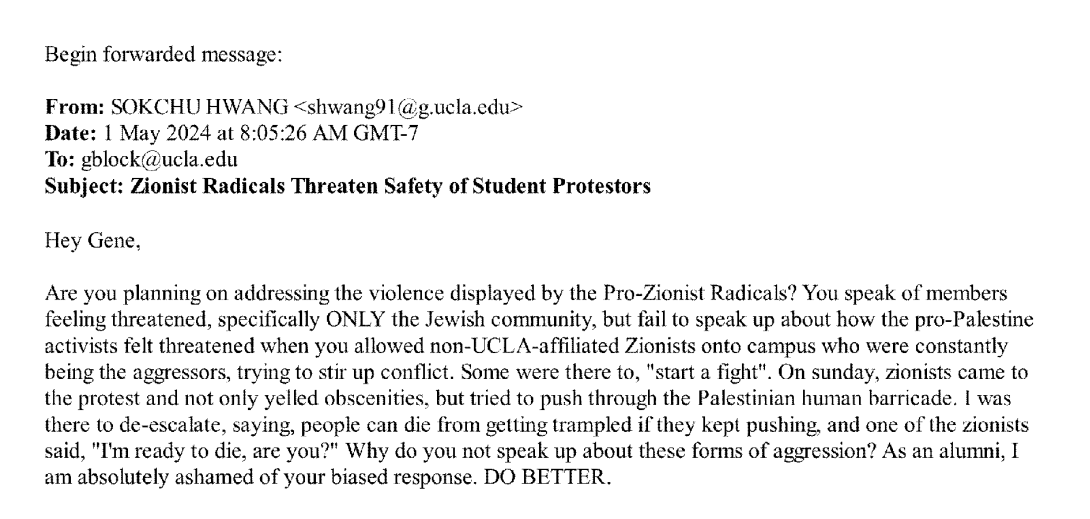 Begin forwarded message:
From: SOKCHU HWANG <shwang91@g.ucla.edu>
Date: 1 May 2024 at 8:05:26 AM GMT-7
To: gblock@ucla.edu
Subject: Zionist Radicals Threaten Safety of Student Protestors
Hey Gene,
Are you planning on addressing the violence displayed by the Pro-Zionist Radicals? You speak of members
feeling threatened, specifically ONLY the Jewish community, but fail to speak up about how the pro-Palestine
activists felt threatened when you allowed non-UCLA-affiliated Zionists onto campus who were constantly
being the aggressors, trying to stir up conflict. Some were there to, "start a fight". On sunday, zionists came to
the protest and not only yelled obscenities, but tried to push through the Palestinian human barricade. I was
there to de-escalate, saying, people can die from getting trampled if they kept pushing, and one of the zionists
said, "I'm ready to die, are you?" Why do you not speak up about these forms of aggression? As an alumni, I
am absolutely ashamed of your biased response. DO BETTER.